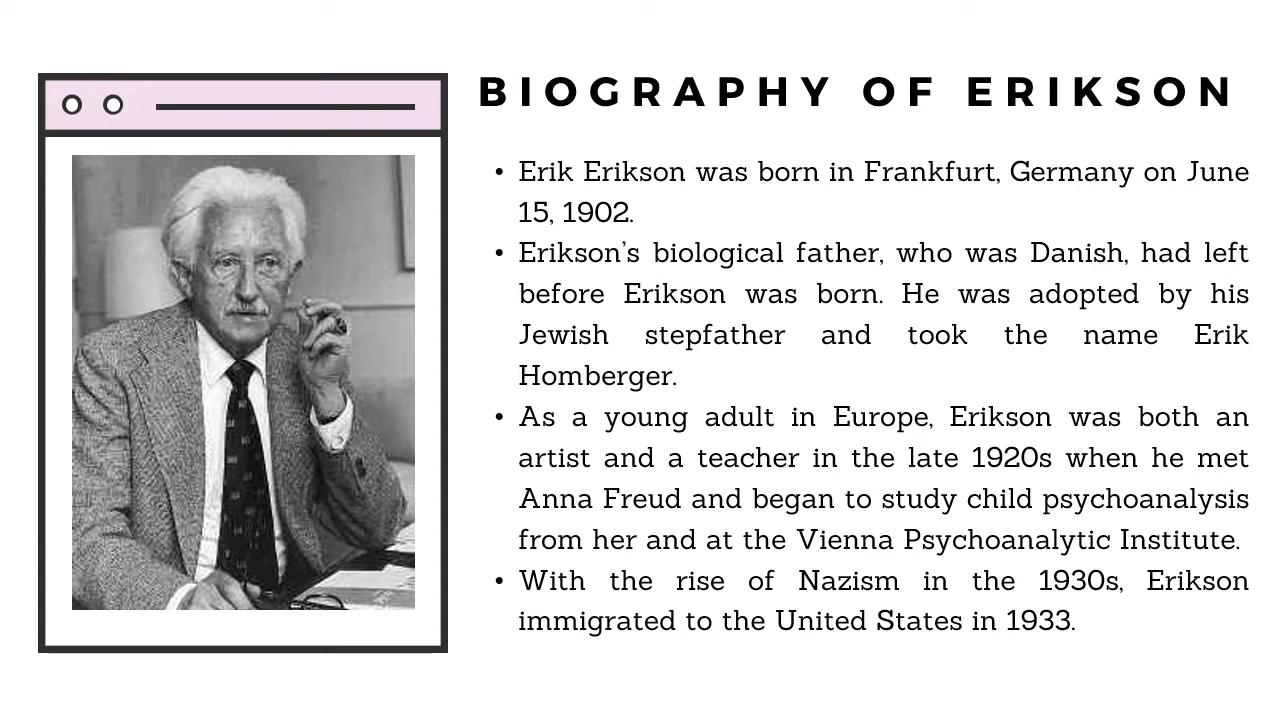 BIOGRAPHY OF ERIKSON
• Erik Erikson was born in Frankfurt, Germany on June
15, 1902.
• Erikson’s biological father, who was Danish, had left
before Erikson was born. He was adopted by his
Jewish stepfather and took the name Erik
Homberger.
• As a young adult in Europe, Erikson was both an
artist and a teacher in the late 1920s when he met
Anna Freud and began to study child psychoanalysis
from her and at the Vienna Psychoanalytic Institute.
• With the rise of Nazism in the 1930s, Erikson
immigrated to the United States in 1933.